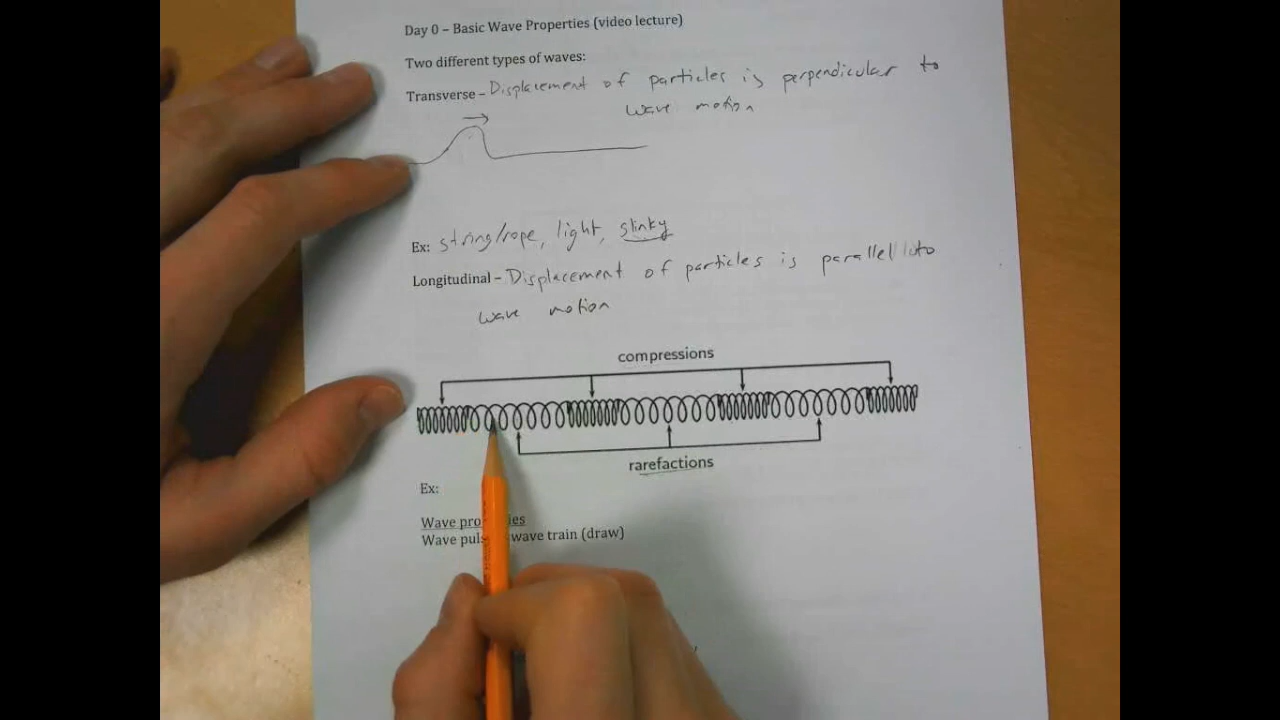 Day 0 – Basic Wave Properties (video lecture)
Two different types of waves:
Transverse – Displacement of particles is perpendicular to
wave motion
Ex: string/rope, light, slinky
Longitudinal – Displacement of particles is parallel to
wave motion
compressions
rarefactions
Ex:
Wave properties
Wave pulse wave train (draw)